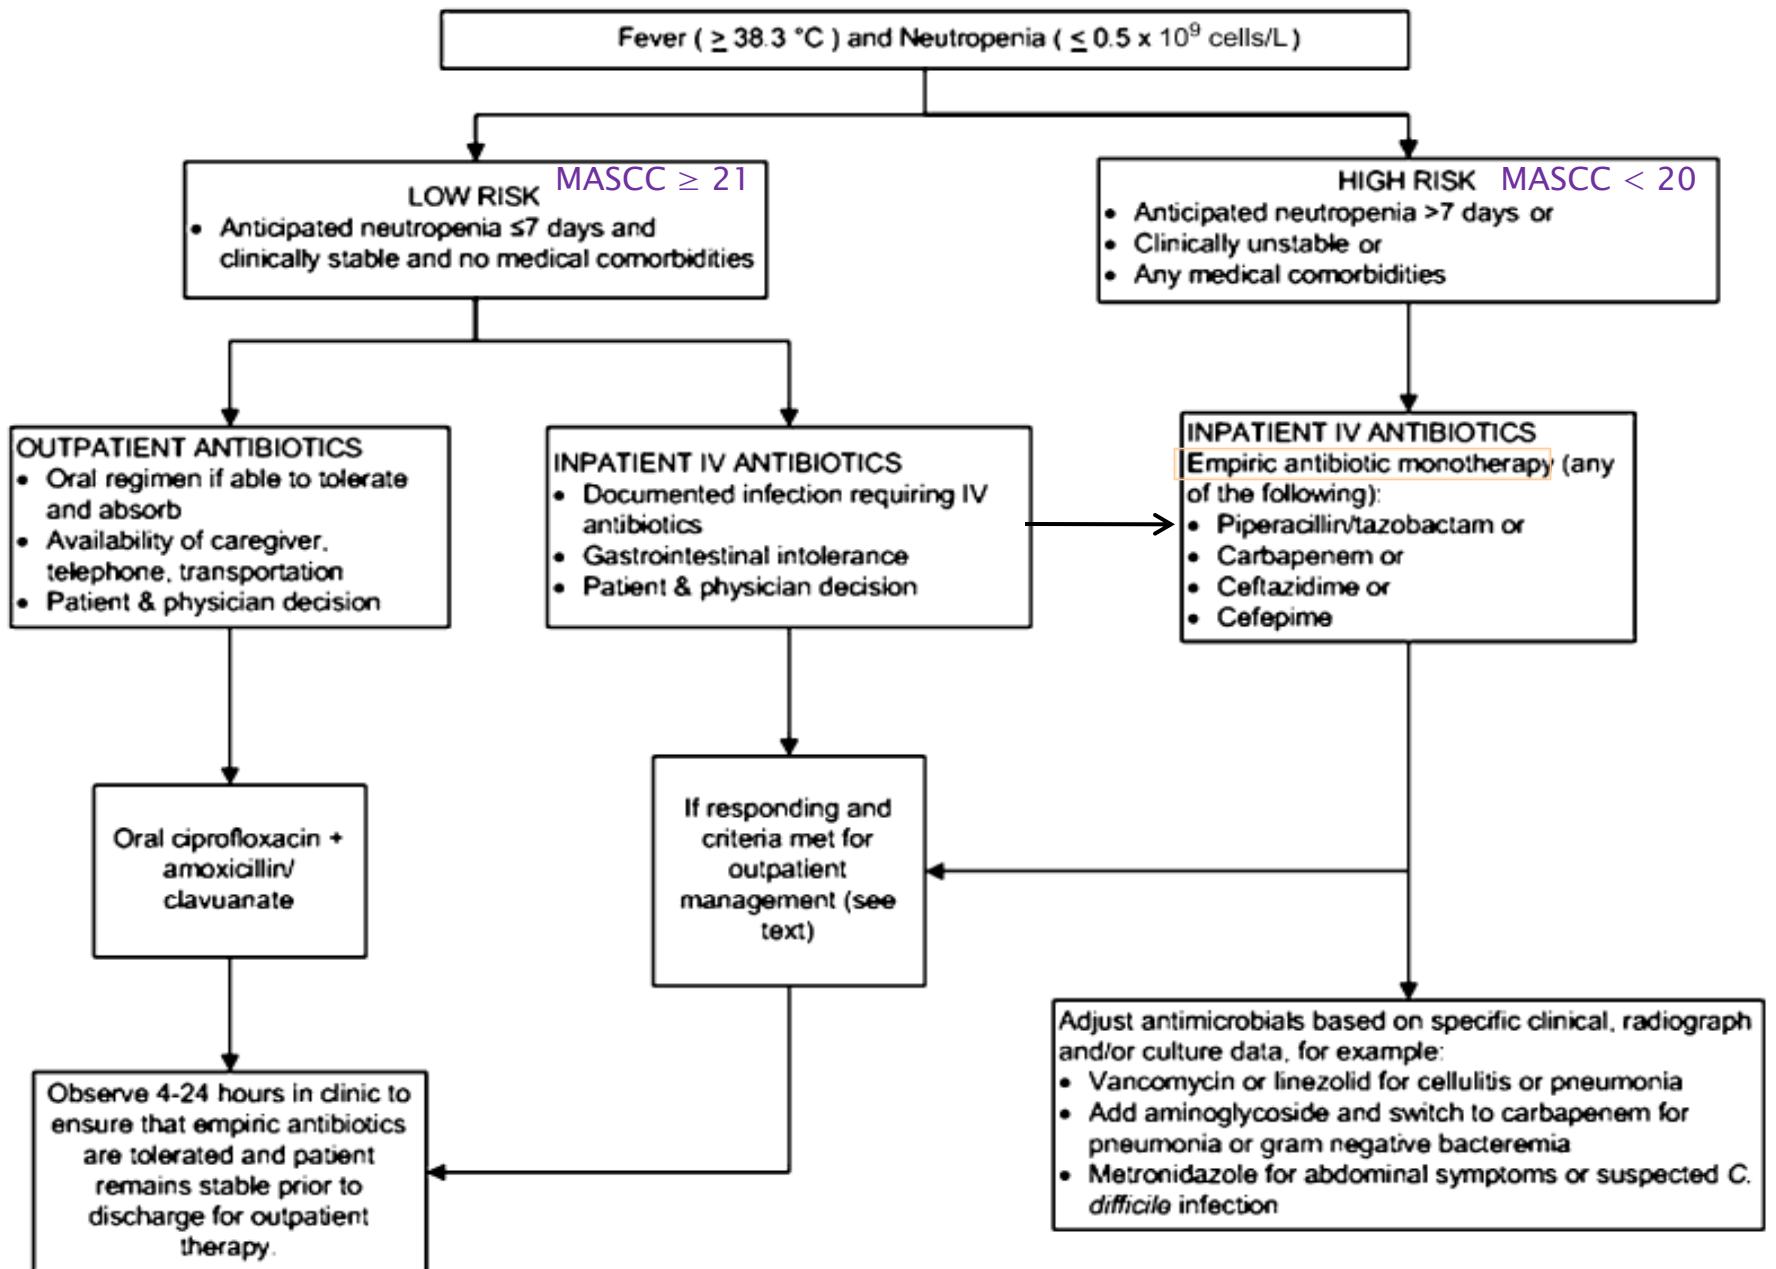 Fever ( ≥ 38.3 °C ) and Neutropenia ( ≤ 0.5 x 10⁹ cells/L )
LOW RISK MASCC ≥ 21
• Anticipated neutropenia ≤7 days and
clinically stable and no medical comorbidities
HIGH RISK MASCC < 20
• Anticipated neutropenia >7 days or
• Clinically unstable or
• Any medical comorbidities
OUTPATIENT ANTIBIOTICS
• Oral regimen if able to tolerate
and absorb
• Availability of caregiver,
telephone, transportation
• Patient & physician decision
INPATIENT IV ANTIBIOTICS
• Documented infection requiring IV
antibiotics
• Gastrointestinal intolerance
• Patient & physician decision
INPATIENT IV ANTIBIOTICS
Empiric antibiotic monotherapy (any
of the following):
• Piperacillin/tazobactam or
• Carbapenem or
• Ceftazidime or
• Cefepime
Oral ciprofloxacin +
amoxicillin/
clavuanate
If responding and
criteria met for
outpatient
management (see
text)
Observe 4-24 hours in clinic to
ensure that empiric antibiotics
are tolerated and patient
remains stable prior to
discharge for outpatient
therapy.
Adjust antimicrobials based on specific clinical, radiograph
and/or culture data, for example:
• Vancomycin or linezolid for cellulitis or pneumonia
• Add aminoglycoside and switch to carbapenem for
pneumonia or gram negative bacteremia
• Metronidazole for abdominal symptoms or suspected C.
difficile infection